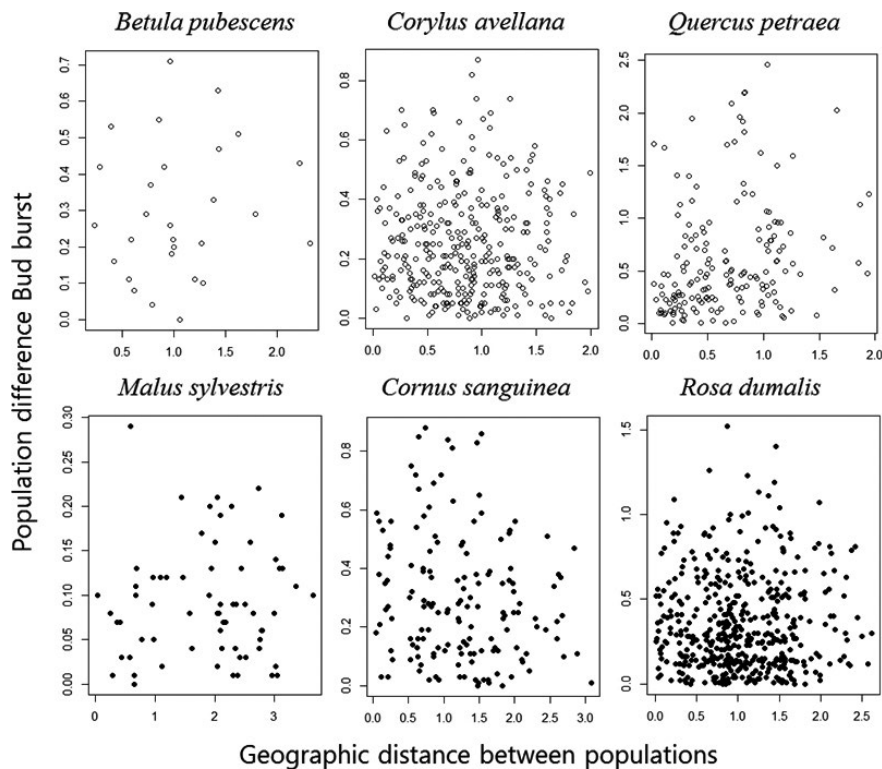 Betula pubescens
Corylus avellana
Quercus petraea
0.0 0.1 0.2 0.3 0.4 0.5 0.6 0.7
0.5 1.0 1.5 2.0
0.0 0.2 0.4 0.6 0.8
0.0 0.5 1.0 1.5 2.0
0.0 0.5 1.0 1.5 2.0 2.5
0.0 0.5 1.0 1.5 2.0
Population difference Bud burst
Malus sylvestris
Cornus sanguinea
Rosa dumalis
0.00 0.05 0.10 0.15 0.20 0.25 0.30
0 1 2 3
0.0 0.2 0.4 0.6 0.8
0.0 0.5 1.0 1.5 2.0 2.5 3.0
0.0 0.5 1.0 1.5
0.0 0.5 1.0 1.5 2.0 2.5
Geographic distance between populations